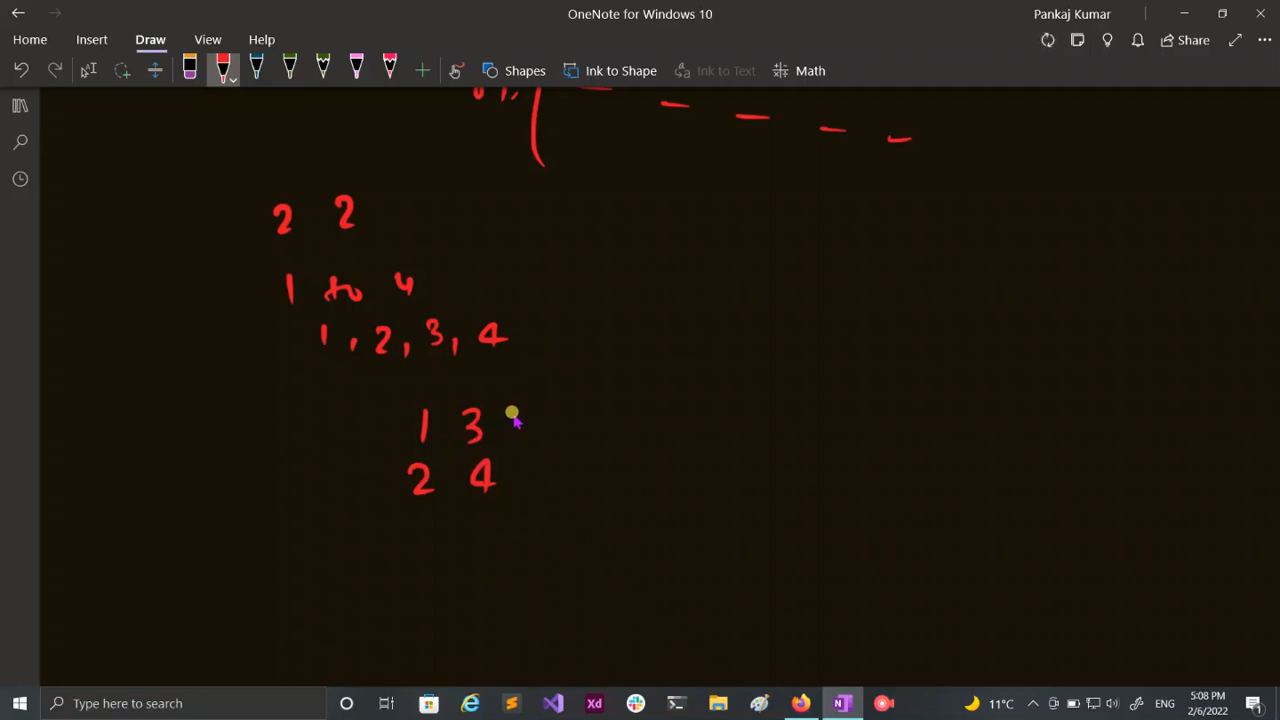 OneNote for Windows 10
Pankaj Kumar
Home Insert Draw View Help
Share
Shapes Ink to Shape Ink to Text Math
2 2
1 to 4
1, 2, 3, 4
1 3
2 4
Type here to search
11°C
5:08 PM
2/6/2022